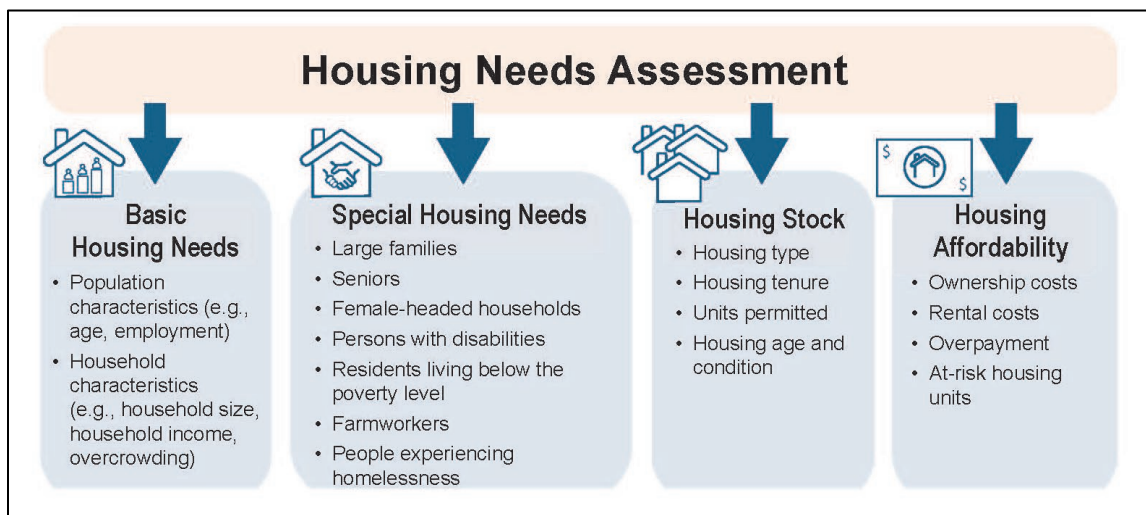 Housing Needs Assessment
Basic
Housing Needs
• Population
characteristics (e.g.,
age, employment)
• Household
characteristics
(e.g., household size,
household income,
overcrowding)
Special Housing Needs
• Large families
• Seniors
• Female-headed households
• Persons with disabilities
• Residents living below the
poverty level
• Farmworkers
• People experiencing
homelessness
Housing Stock
• Housing type
• Housing tenure
• Units permitted
• Housing age and
condition
$
$
Housing
Affordability
• Ownership costs
• Rental costs
• Overpayment
• At-risk housing
units